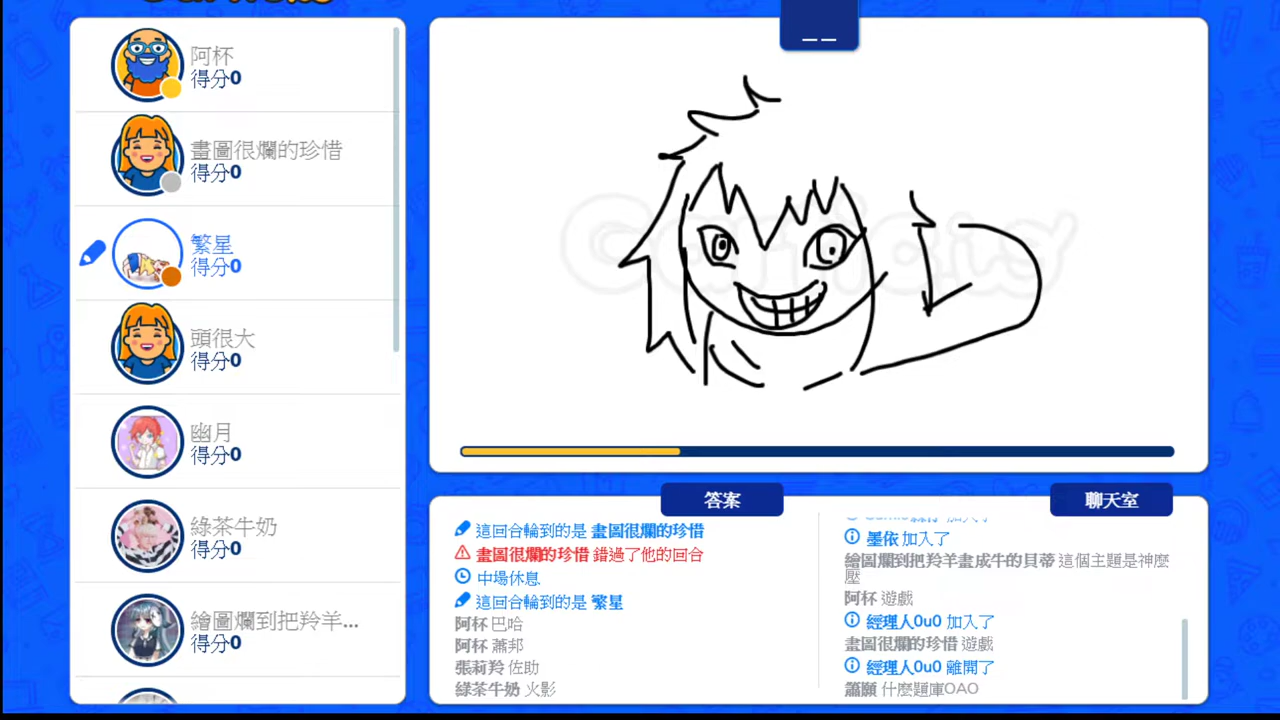 阿杯
得分0
畫圖很爛的珍惜
得分0
繁星
得分0
頭很大
得分0
幽月
得分0
綠茶牛奶
得分0
繪圖爛到把羚羊...
得分0
_ _
答案
這回合輪到的是 畫圖很爛的珍惜
畫圖很爛的珍惜 錯過了他的回合
中場休息
這回合輪到的是 繁星
阿杯 巴哈
阿杯 蕭邦
張莉羚 佐助
綠茶牛奶 火影
聊天室
墨依 加入了
繪圖爛到把羚羊畫成牛的貝蒂 這個主題是神麼
壓
阿杯 遊戲
經理人0u0 加入了
畫圖很爛的珍惜 遊戲
經理人0u0 離開了
簫願 什麼題庫OAO